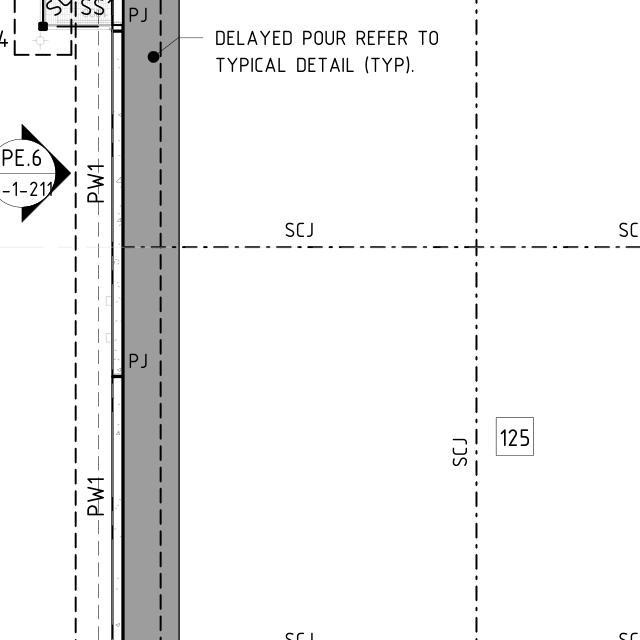 SS1
PJ
4
DELAYED POUR REFER TO
TYPICAL DETAIL (TYP).
PE.6
-1-211
PW1
SCJ
SC
PJ
125
SCJ
PW1
SCJ
SC